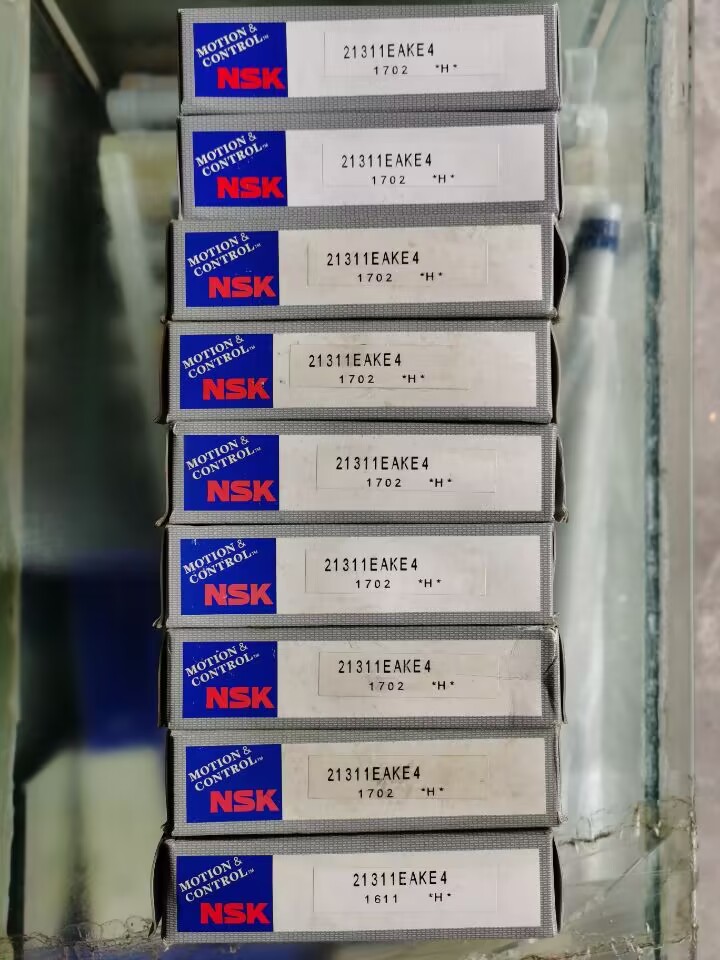 MOTION &
CONTROL™
NSK
21311EAKE4
1702 *H*
MOTION &
CONTROL™
NSK
21311EAKE4
1702 *H*
MOTION &
CONTROL™
NSK
21311EAKE4
1702 *H*
MOTION &
CONTROL™
NSK
21311EAKE4
1702 *H*
MOTION &
CONTROL™
NSK
21311EAKE4
1702 *H*
MOTION &
CONTROL™
NSK
21311EAKE4
1702 *H*
MOTION &
CONTROL™
NSK
21311EAKE4
1702 *H*
MOTION &
CONTROL™
NSK
21311EAKE4
1702 *H*
MOTION &
CONTROL™
NSK
21311EAKE4
1611 *H*